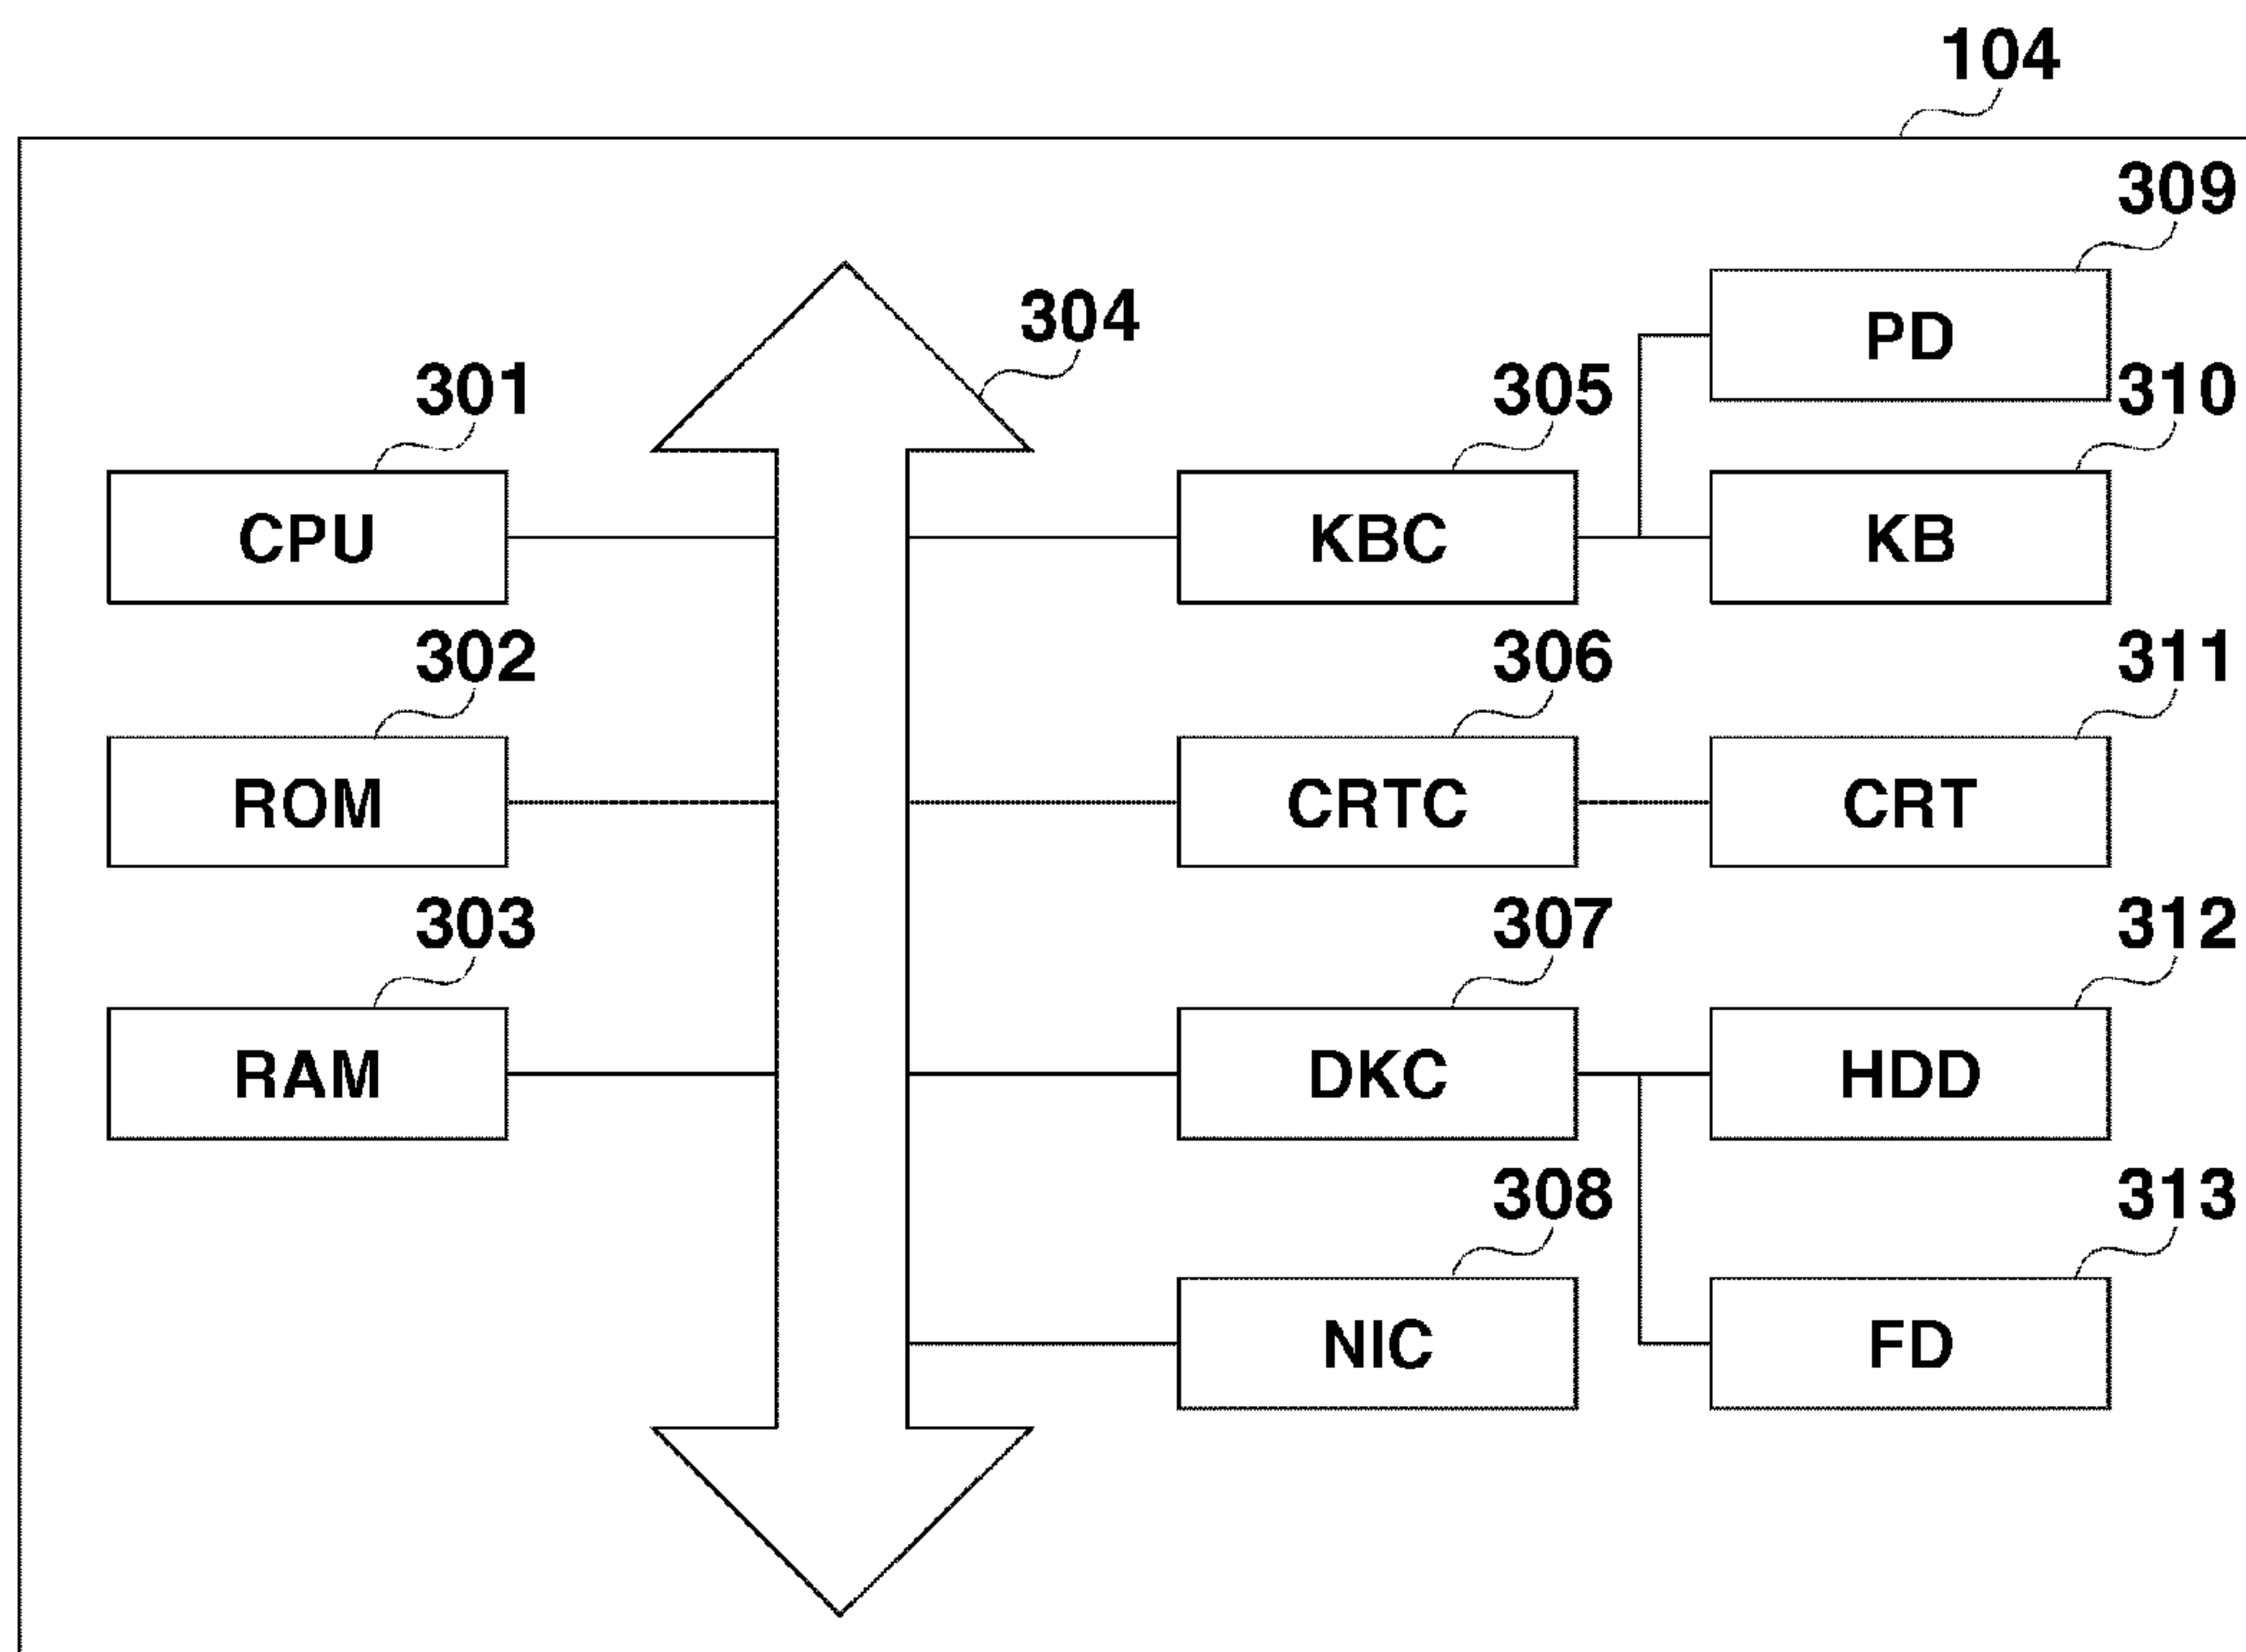 104
309
PD
304
301
305
310
CPU
KBC
KB
302
306
311
ROM
CRTC
CRT
303
307
312
RAM
DKC
HDD
308
313
NIC
FD